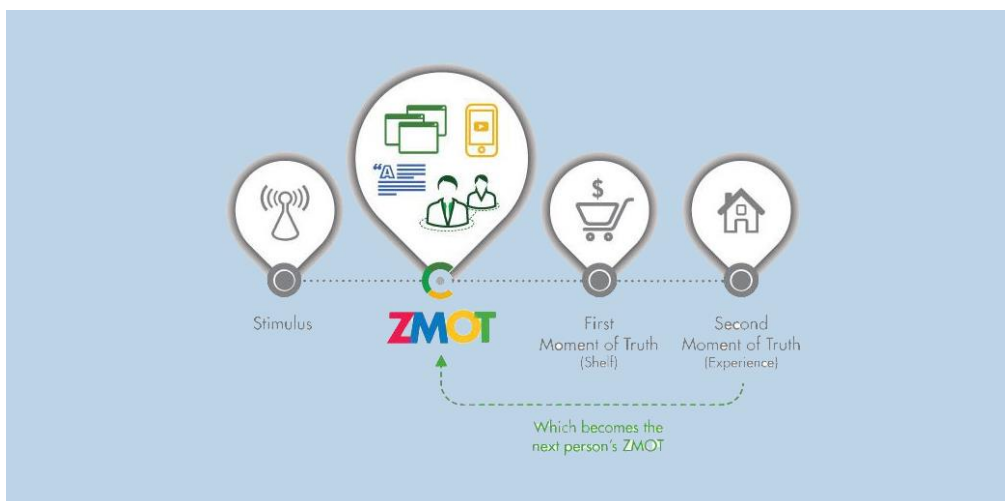 $
“A
Stimulus
ZMOT
First
Moment of Truth
(Shelf)
Second
Moment of Truth
(Experience)
Which becomes the
next person's ZMOT